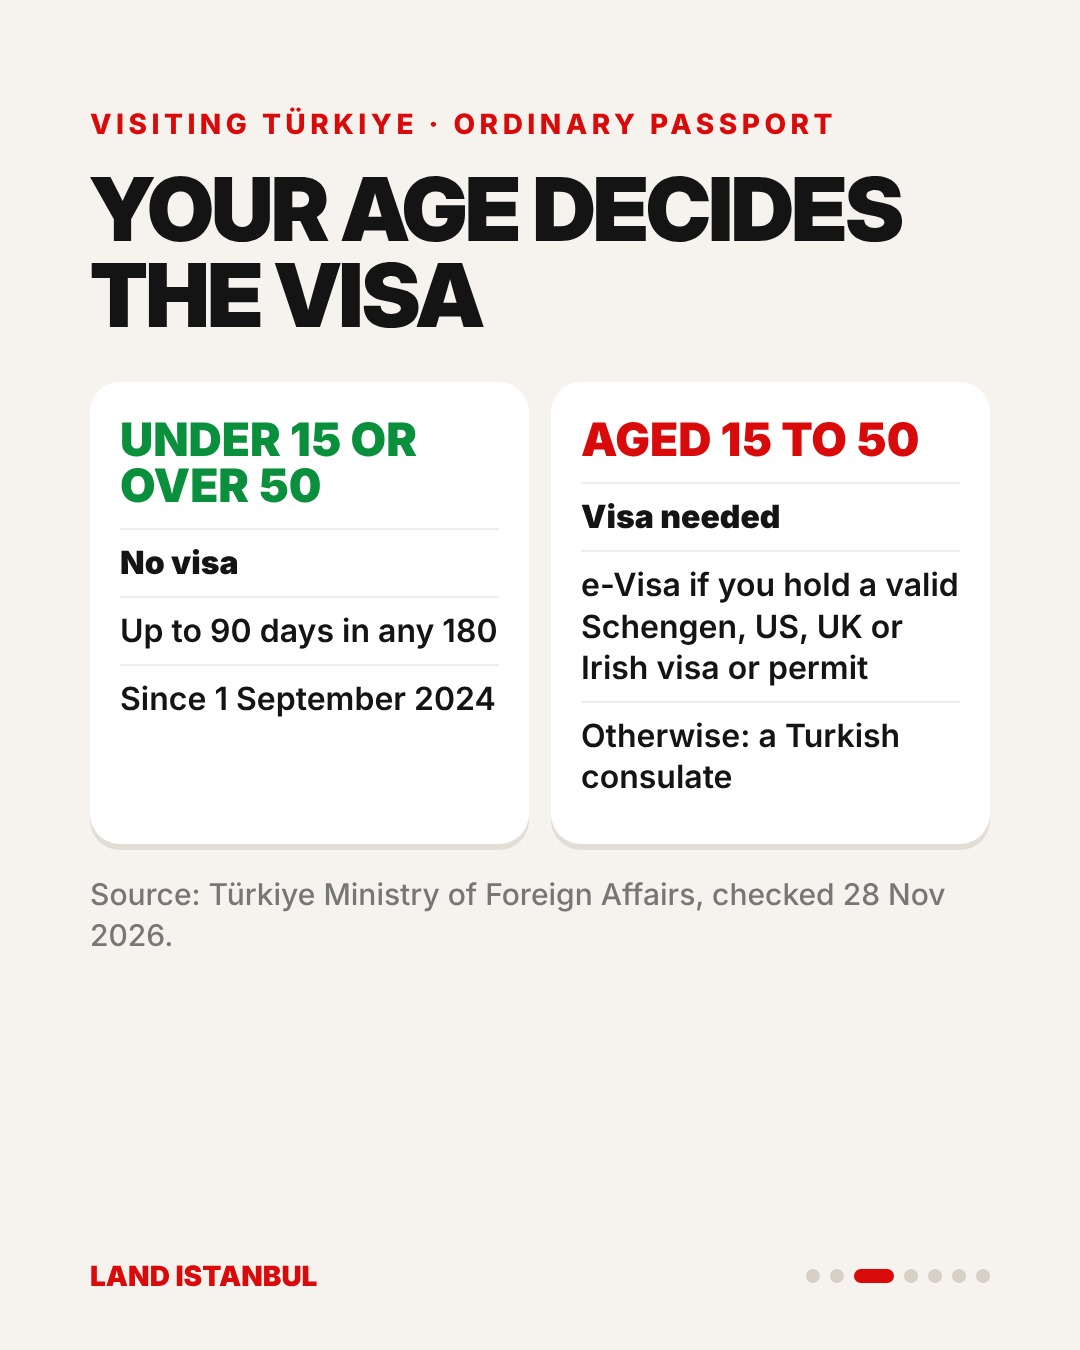 VISITING TÜRKIYE · ORDINARY PASSPORT
YOUR AGE DECIDES
THE VISA
UNDER 15 OR
OVER 50
No visa
Up to 90 days in any 180
Since 1 September 2024
AGED 15 TO 50
Visa needed
e-Visa if you hold a valid
Schengen, US, UK or
Irish visa or permit
Otherwise: a Turkish
consulate
Source: Türkiye Ministry of Foreign Affairs, checked 28 Nov
2026.
LAND ISTANBUL